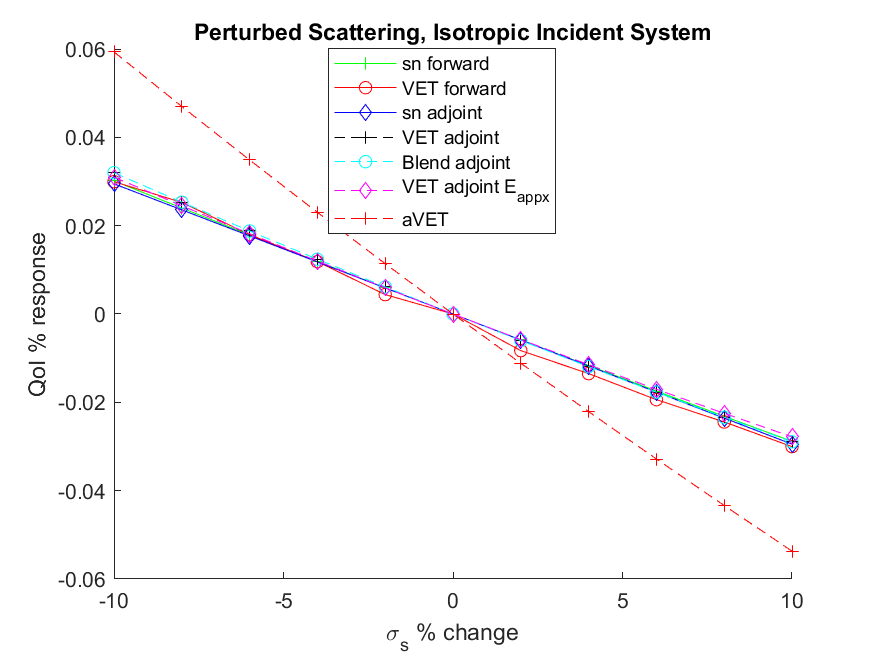 Perturbed Scattering, Isotropic Incident System
0.06
0.04
0.02
0
-0.02
-0.04
-0.06
QoI % response
sn forward
VET forward
sn adjoint
VET adjoint
Blend adjoint
VET adjoint E_appx
aVET
-10
-5
0
5
10
σ_s % change